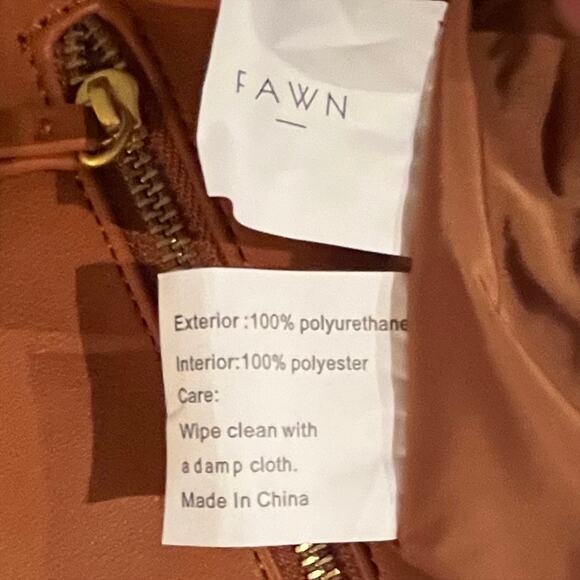 FAWN
Exterior:100% polyurethane
Interior:100% polyester
Care:
Wipe clean with
a damp cloth.
Made In China